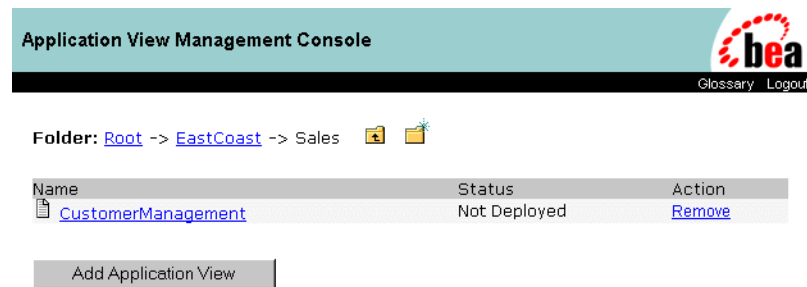 Application View Management Console
bea
Glossary Logout
Folder: Root -> EastCoast -> Sales
Name Status Action
CustomerManagement Not Deployed Remove
Add Application View